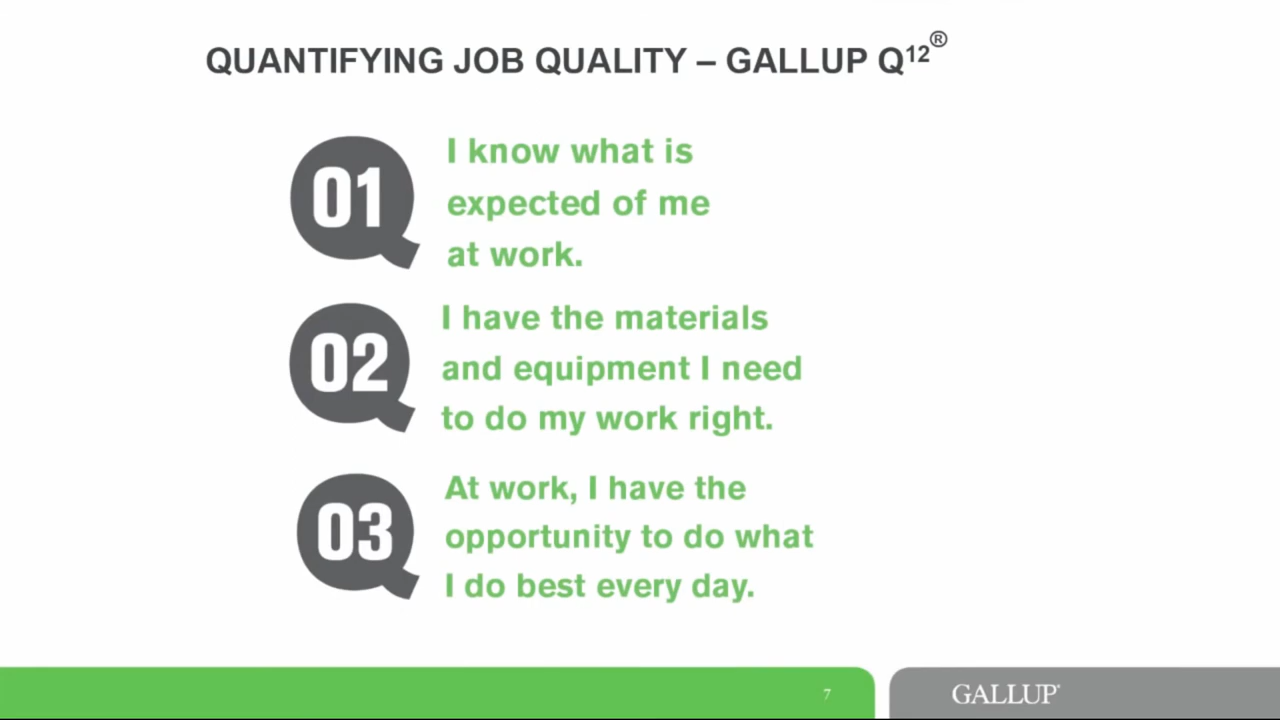 QUANTIFYING JOB QUALITY – GALLUP Q12®
01
I know what is
expected of me
at work.
02
I have the materials
and equipment I need
to do my work right.
03
At work, I have the
opportunity to do what
I do best every day.
7
GALLUP®